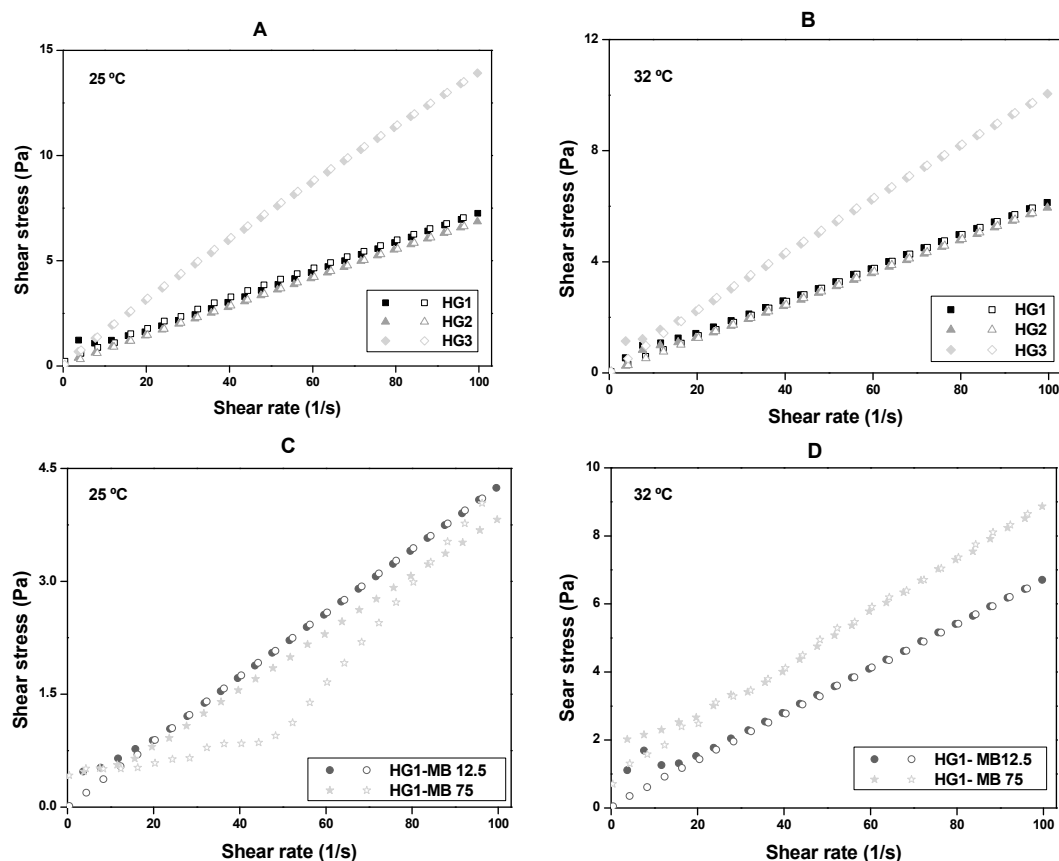 A
15
10
5
0
0 20 40 60 80 100
25 ºC
HG1
HG2
HG3
Shear stress (Pa)
Shear rate (1/s)
B
12
8
4
0
0 20 40 60 80 100
32 ºC
HG1
HG2
HG3
Shear stress (Pa)
Shear rate (1/s)
C
4.5
3.0
1.5
0.0
0 20 40 60 80 100
25 ºC
HG1-MB 12.5
HG1-MB 75
Shear stress (Pa)
Shear rate (1/s)
D
10
8
6
4
2
0
0 20 40 60 80 100
32 ºC
HG1- MB12.5
HG1- MB 75
Sear stress (Pa)
Shear rate (1/s)